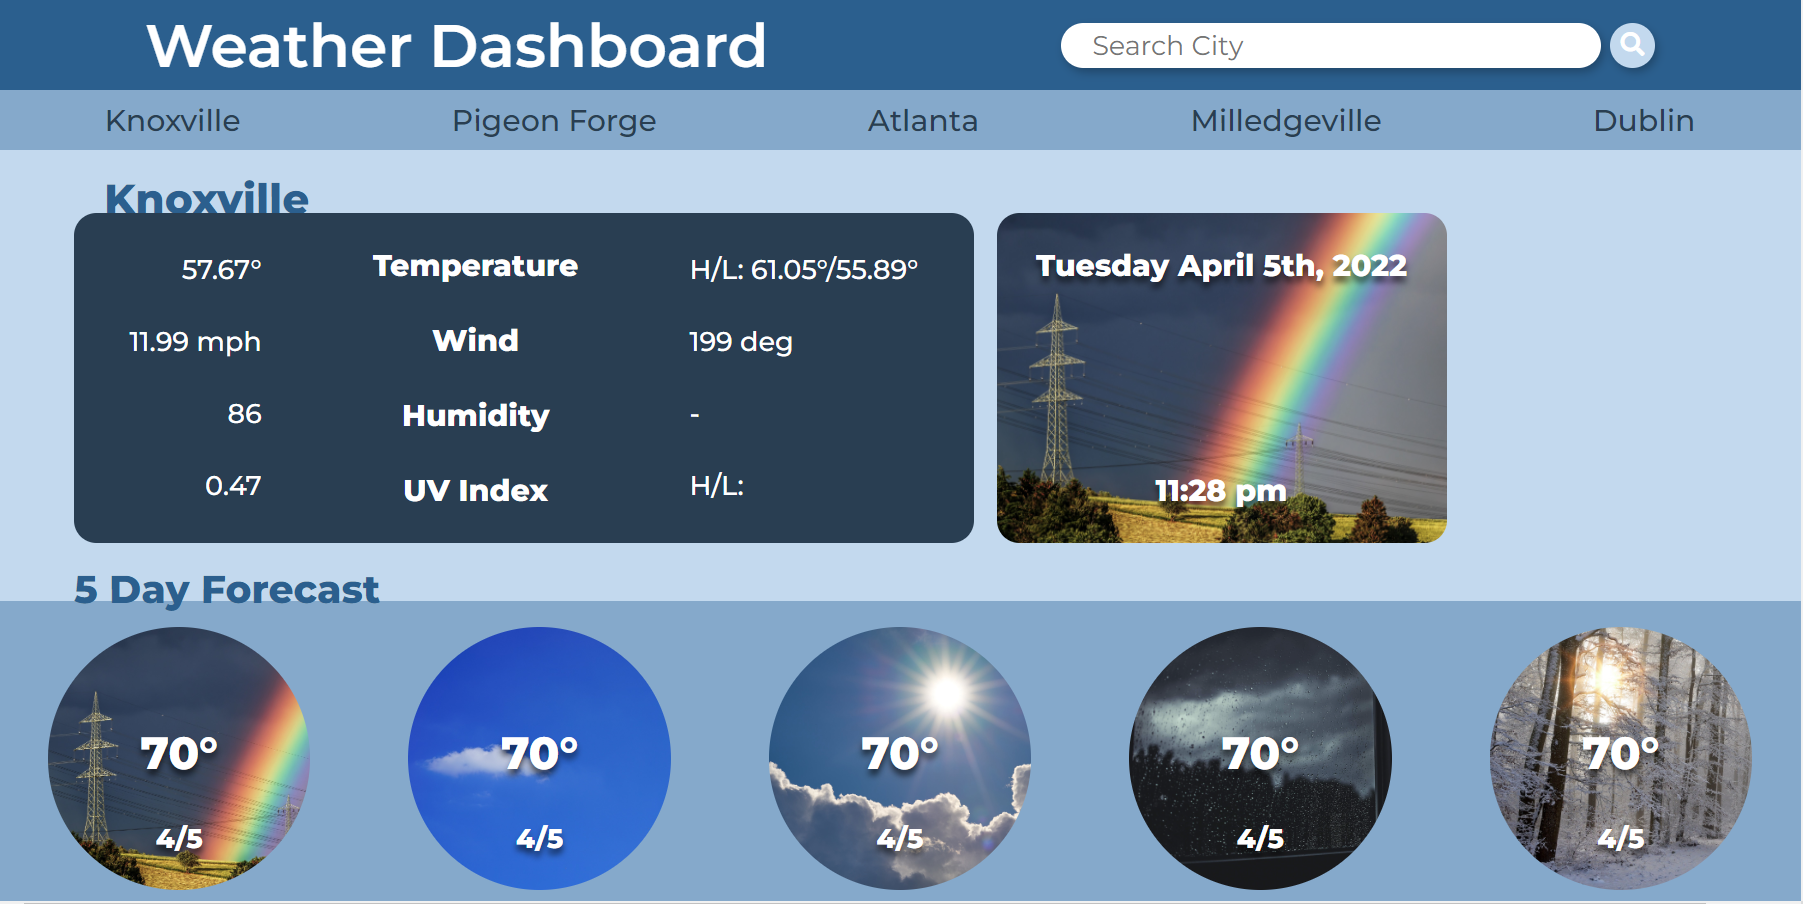 Weather Dashboard
Search City
Knoxville Pigeon Forge Atlanta Milledgeville Dublin
Knoxville
57.67° Temperature H/L: 61.05°/55.89°
11.99 mph Wind 199 deg
86 Humidity -
0.47 UV Index H/L:
Tuesday April 5th, 2022
11:28 pm
5 Day Forecast
70° 70° 70° 70° 70°
4/5 4/5 4/5 4/5 4/5